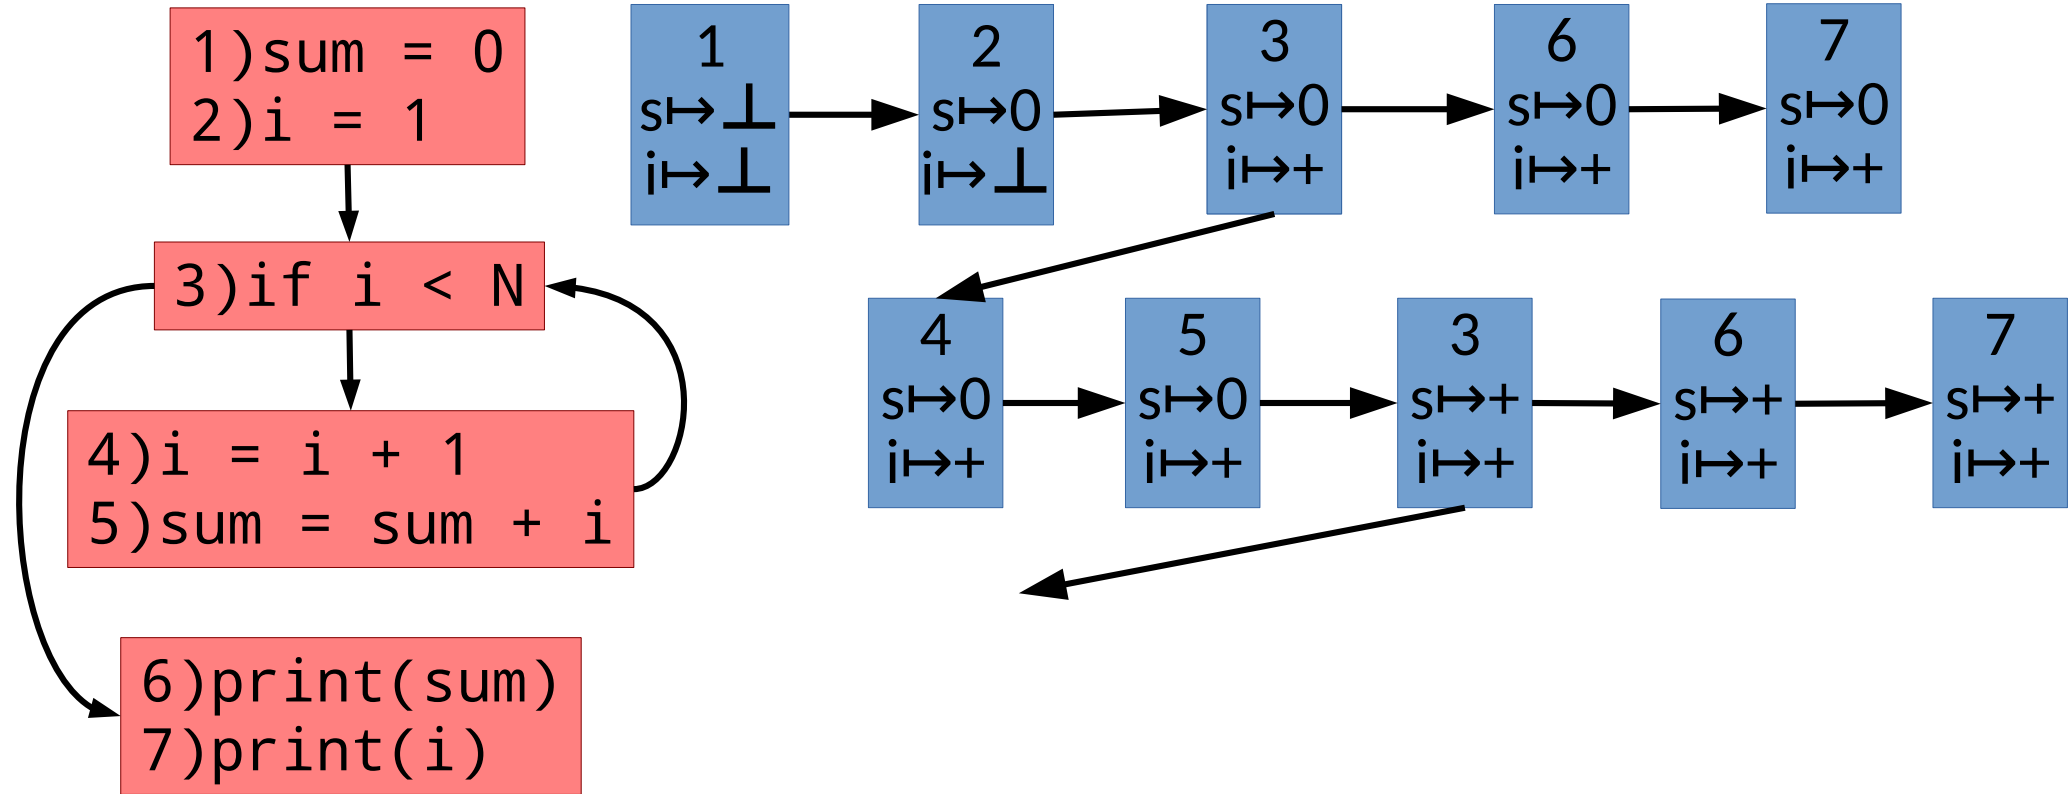 1)sum = 0
2)i = 1
3)if i < N
4)i = i + 1
5)sum = sum + i
6)print(sum)
7)print(i)
1
s↦⊥
i↦⊥
2
s↦0
i↦⊥
3
s↦0
i↦+
6
s↦0
i↦+
7
s↦0
i↦+
4
s↦0
i↦+
5
s↦0
i↦+
3
s↦+
i↦+
6
s↦+
i↦+
7
s↦+
i↦+